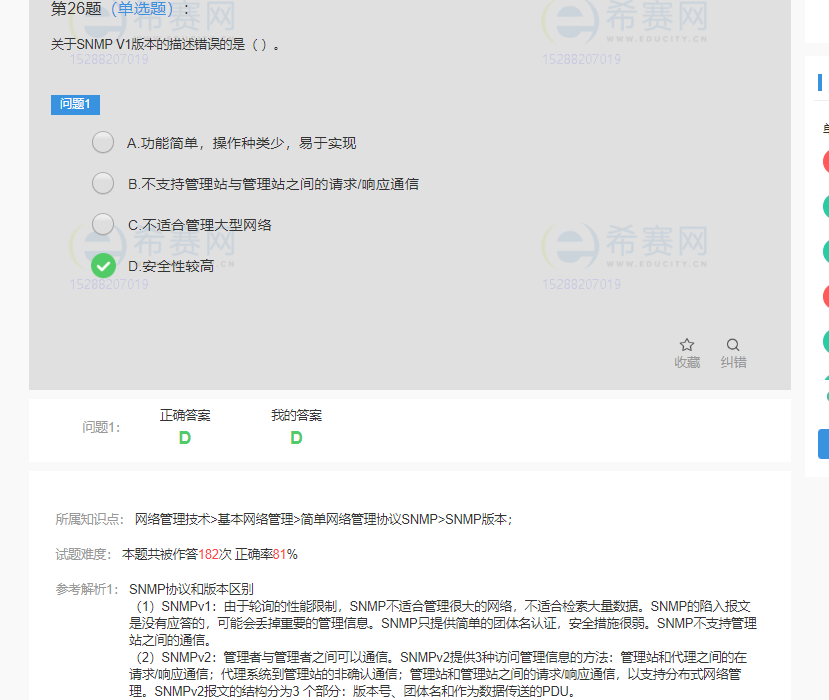 第26题（单选题）：
希赛网
WWW.EDUCITY.CN
希赛网
WWW.EDUCITY.CN
关于SNMP V1版本的描述错误的是（ ）。
15288207019
15288207019
问题1
A.功能简单，操作种类少，易于实现
B.不支持管理站与管理站之间的请求/响应通信
C.不适合管理大型网络
希赛网
希赛网
WWW.EDUCITY.CN
D.安全性较高
15288207019
15288207019
收藏
纠错
正确答案
我的答案
问题1：
D
D
所属知识点： 网络管理技术>基本网络管理>简单网络管理协议SNMP>SNMP版本；
试题难度： 本题共被作答182次 正确率81%
参考解析1： SNMP协议和版本区别
（1）SNMPv1：由于轮询的性能限制，SNMP不适合管理很大的网络，不适合检索大量数据。SNMP的陷入报文
是没有应答的，可能会丢掉重要的管理信息。SNMP只提供简单的团体名认证，安全措施很弱。SNMP不支持管理
站之间的通信。
（2）SNMPv2：管理者与管理者之间可以通信。SNMPv2提供3种访问管理信息的方法：管理站和代理之间的在
请求/响应通信；代理系统到管理站的非确认通信；管理站和管理站之间的请求/响应通信，以支持分布式网络管
理。SNMPv2报文的结构分为3 个部分：版本号、团体名和作为数据传送的PDU。